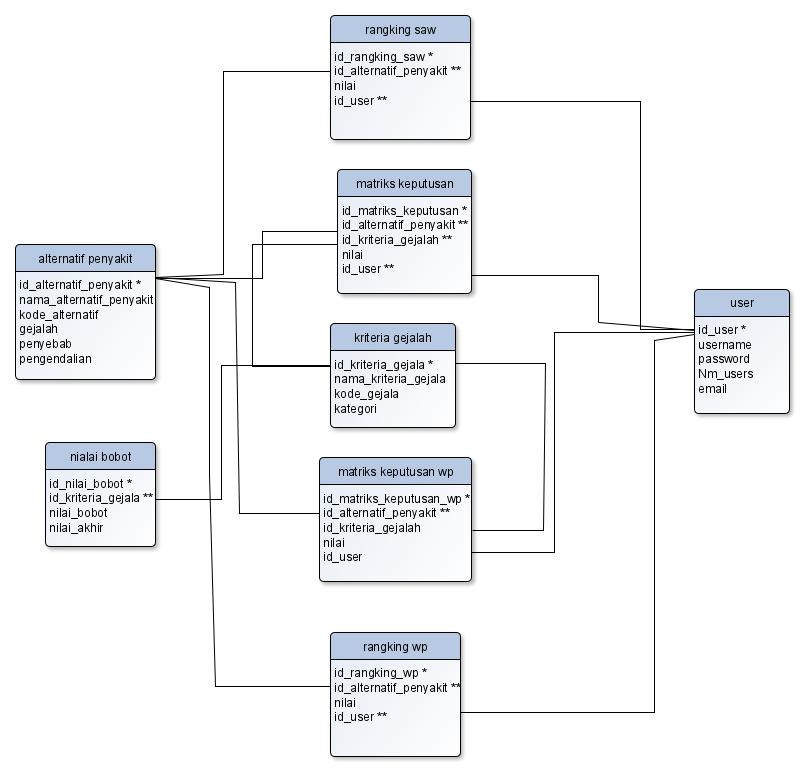 rangking saw
id_rangking_saw *
id_alternatif_penyakit **
nilai
id_user **
matriks keputusan
id_matriks_keputusan *
id_alternatif_penyakit **
id_kriteria_gejalah **
nilai
id_user **
alternatif penyakit
id_alternatif_penyakit *
nama_alternatif_penyakit
kode_alternatif
gejalah
penyebab
pengendalian
user
id_user *
username
password
Nm_users
email
kriteria gejalah
id_kriteria_gejala *
nama_kriteria_gejala
kode_gejala
kategori
nialai bobot
id_nilai_bobot *
id_kriteria_gejala **
nilai_bobot
nilai_akhir
matriks keputusan wp
id_matriks_keputusan_wp *
id_alternatif_penyakit **
id_kriteria_gejalah
nilai
id_user
rangking wp
id_rangking_wp *
id_alternatif_penyakit **
nilai
id_user **